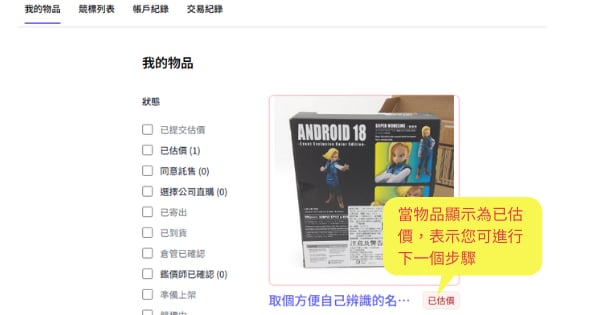 我的物品 競標列表 帳戶紀錄 交易紀錄
我的物品
狀態
已提交估價
已估價 (1)
同意託售 (0)
選擇公司直購 (0)
已寄出
已到貨
倉管已確認
鑑價師已確認 (0)
準備上架
ANDROID 18
-Event Exclusive Color Edition-
當物品顯示為已估
價，表示您可進行
下一個步驟
取個方便自己辨識的名…
已估價